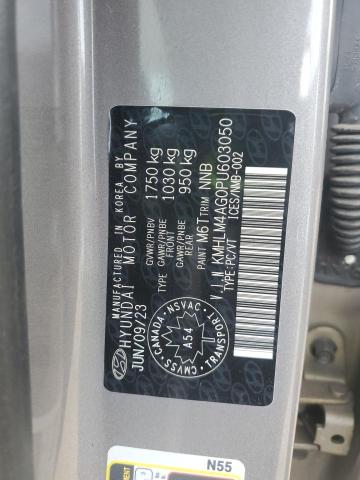 MANUFACTURED IN KOREA BY
HYUNDAI MOTOR COMPANY
JUN/09/23
GVWR/PNBV 1750 kg
TYPE GAWR/PNBE FRONT 1030 kg
GAWR/PNBE REAR 950 kg
PAINT M6T TRIM NNB
V.I.N KMHLM4AG0PU603050
TYPE:PC/VT ICES/NMB-002
CANADA NSVAC TRANSPORT CMVSS
A54
N55